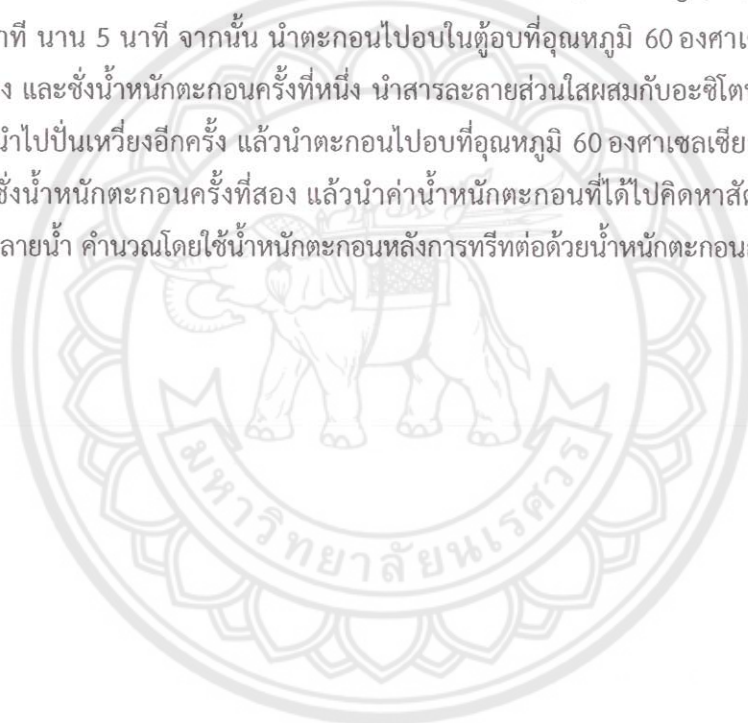 าที นาน 5 นาที จากนั้น นำตะกอนไปอบในตู้อบที่อุณหภูมิ 60 องศาเ
ง และชั่งน้ำหนักตะกอนครั้งที่หนึ่ง นำสารละลายส่วนใสผสมกับอะซิโต
นำไปปั่นเหวี่ยงอีกครั้ง แล้วนำตะกอนไปอบที่อุณหภูมิ 60 องศาเซลเซีย
ชั่งน้ำหนักตะกอนครั้งที่สอง แล้วนำค่าน้ำหนักตะกอนที่ได้ไปคิดหาสั
ลายน้ำ คำนวณโดยใช้น้ำหนักตะกอนหลังการทรีทต่อด้วยน้ำหนักตะกอน
มหาวิทยาลัยนเรศวร